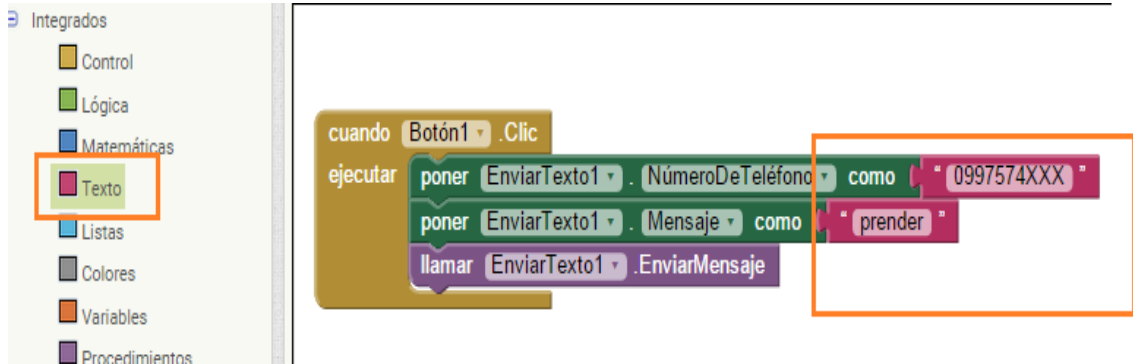 Integrados
Control
Lógica
Matemáticas
Texto
Listas
Colores
Variables
Procedimientos
cuando Botón1 .Clic
ejecutar poner EnviarTexto1 . NúmeroDeTeléfono como " 0997574XXX "
poner EnviarTexto1 . Mensaje como " prender "
llamar EnviarTexto1 .EnviarMensaje